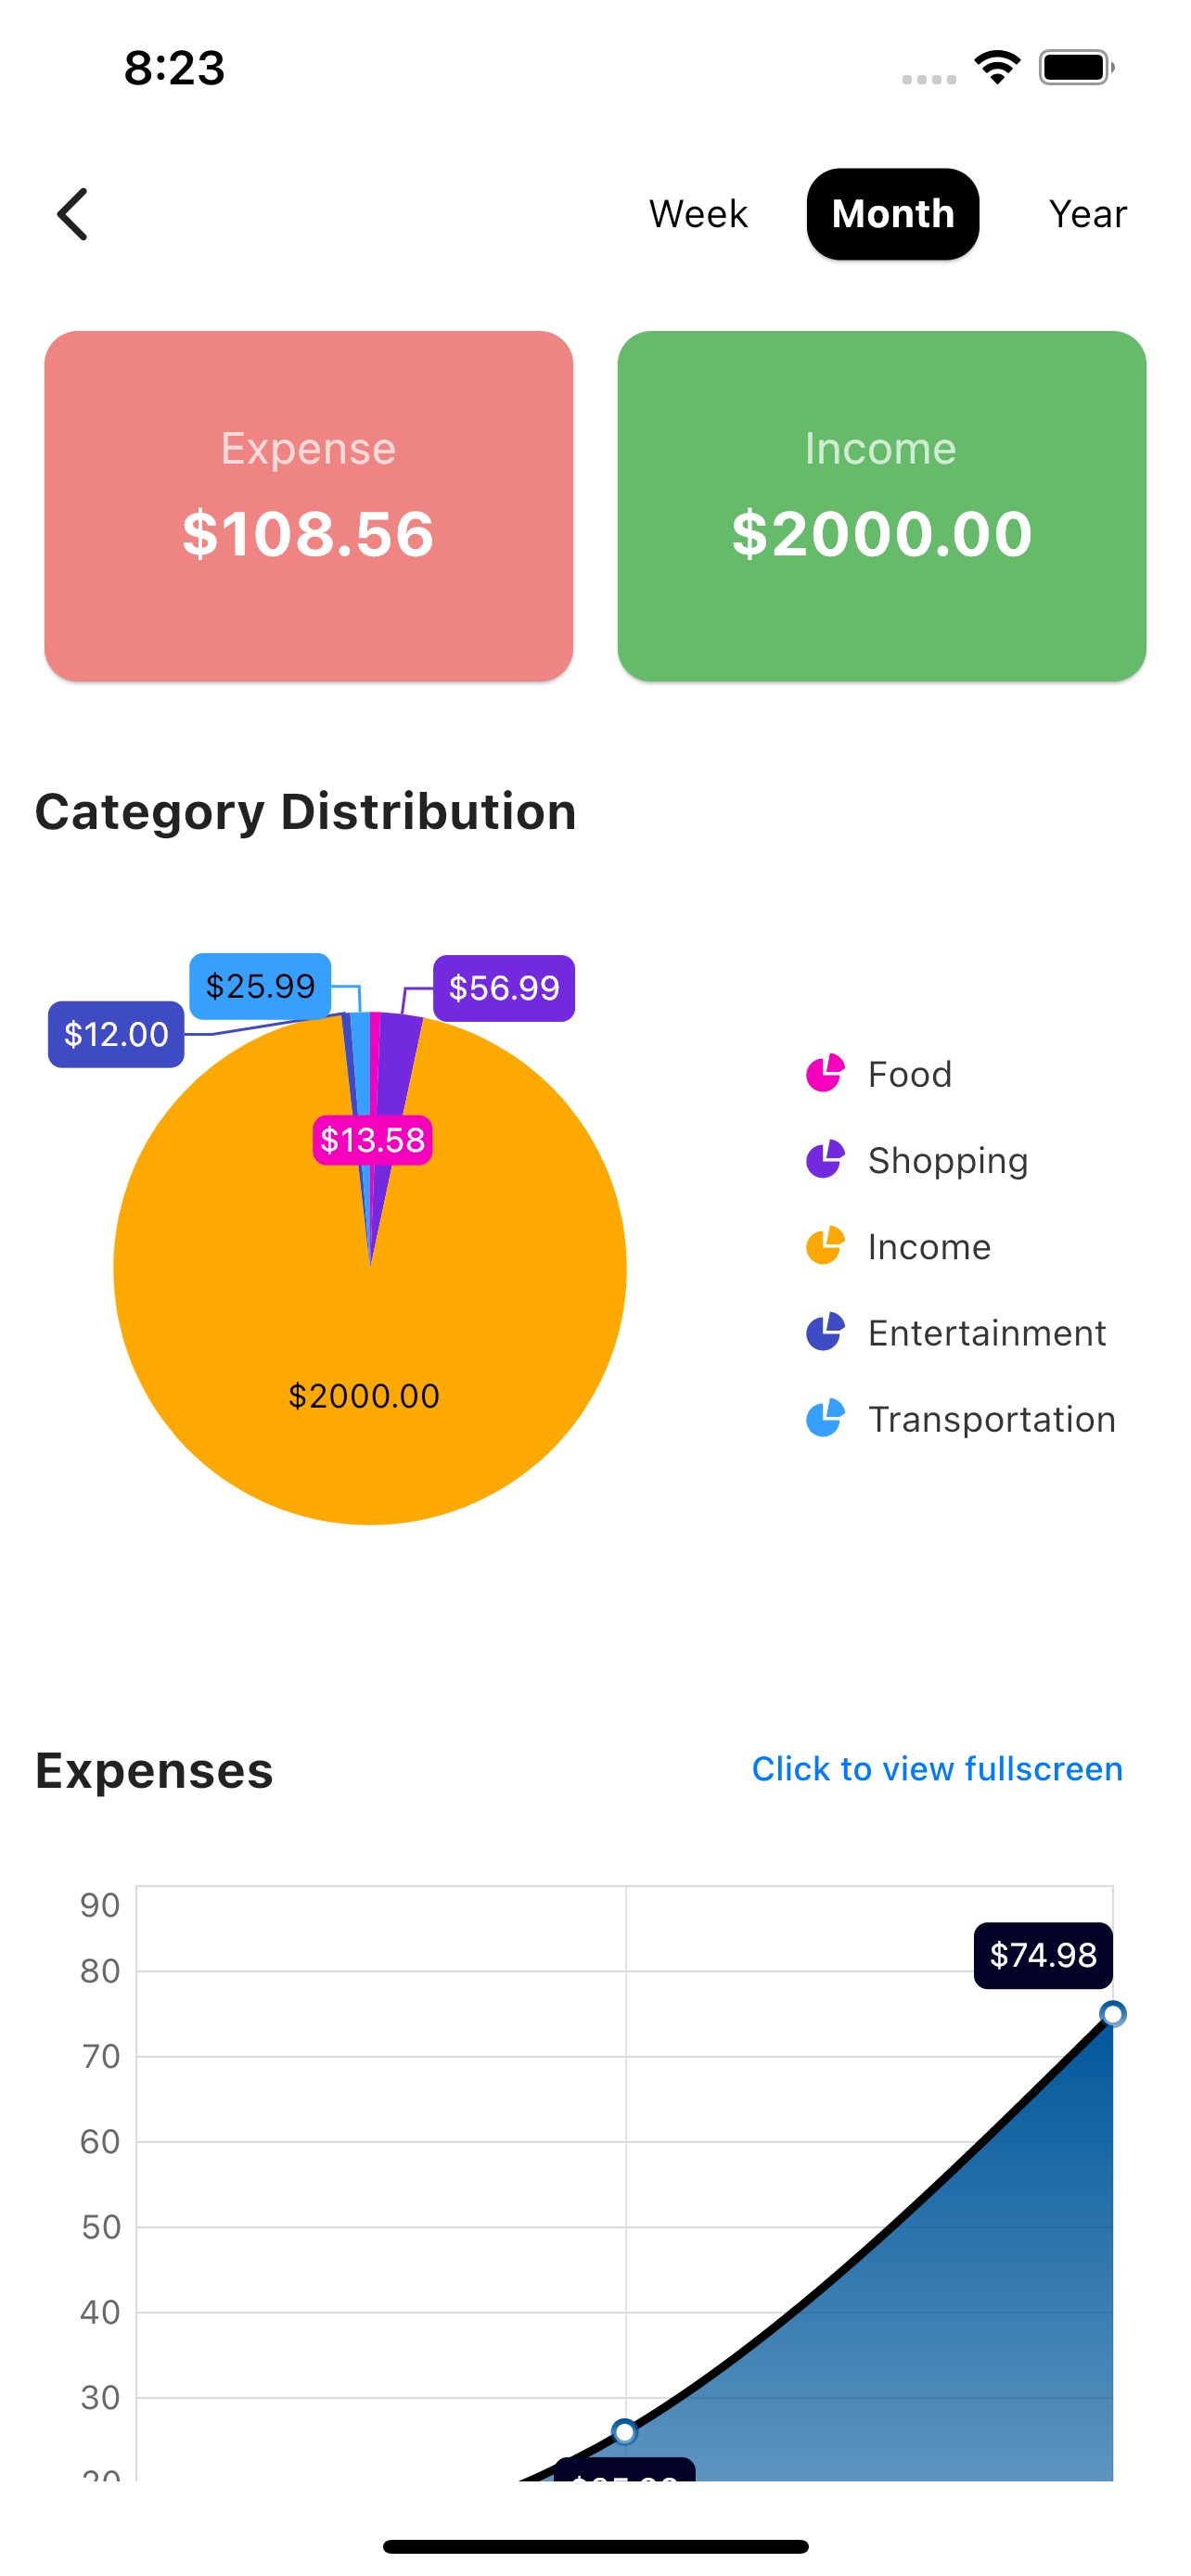 8:23
Week Month Year
Expense Income
$108.56 $2000.00
Category Distribution
$25.99 $56.99
$12.00
Food
$13.58
Shopping
Income
Entertainment
$2000.00
Transportation
Expenses Click to view fullscreen
90
$74.98
80
70
60
50
40
30
20